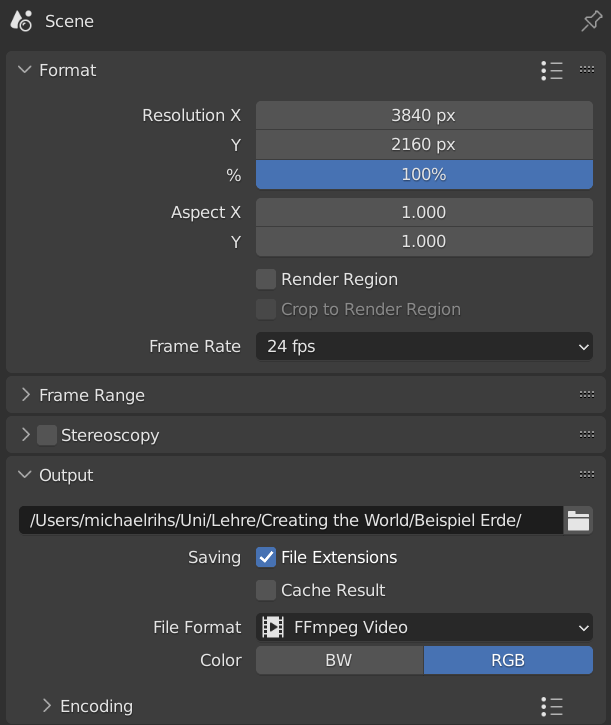 Scene
Format
Resolution X 3840 px
Y 2160 px
% 100%
Aspect X 1.000
Y 1.000
Render Region
Crop to Render Region
Frame Rate 24 fps
Frame Range
Stereoscopy
Output
/Users/michaelrihs/Uni/Lehre/Creating the World/Beispiel Erde/
Saving File Extensions
Cache Result
File Format FFmpeg Video
Color BW RGB
Encoding